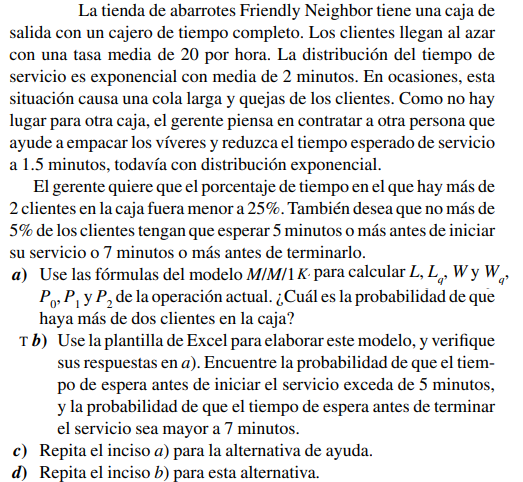 La tienda de abarrotes Friendly Neighbor tiene una caja de
salida con un cajero de tiempo completo. Los clientes llegan al azar
con una tasa media de 20 por hora. La distribución del tiempo de
servicio es exponencial con media de 2 minutos. En ocasiones, esta
situación causa una cola larga y quejas de los clientes. Como no hay
lugar para otra caja, el gerente piensa en contratar a otra persona que
ayude a empacar los víveres y reduzca el tiempo esperado de servicio
a 1.5 minutos, todavía con distribución exponencial.
El gerente quiere que el porcentaje de tiempo en el que hay más de
2 clientes en la caja fuera menor a 25%. También desea que no más de
5% de los clientes tengan que esperar 5 minutos o más antes de iniciar
su servicio o 7 minutos o más antes de terminarlo.
a) Use las fórmulas del modelo M/M/1K para calcular L, Lq, W y Wq,
P0, P1 y P2 de la operación actual. ¿Cuál es la probabilidad de que
haya más de dos clientes en la caja?
T b) Use la plantilla de Excel para elaborar este modelo, y verifique
sus respuestas en a). Encuentre la probabilidad de que el tiem-
po de espera antes de iniciar el servicio exceda de 5 minutos,
y la probabilidad de que el tiempo de espera antes de terminar
el servicio sea mayor a 7 minutos.
c) Repita el inciso a) para la alternativa de ayuda.
d) Repita el inciso b) para esta alternativa.